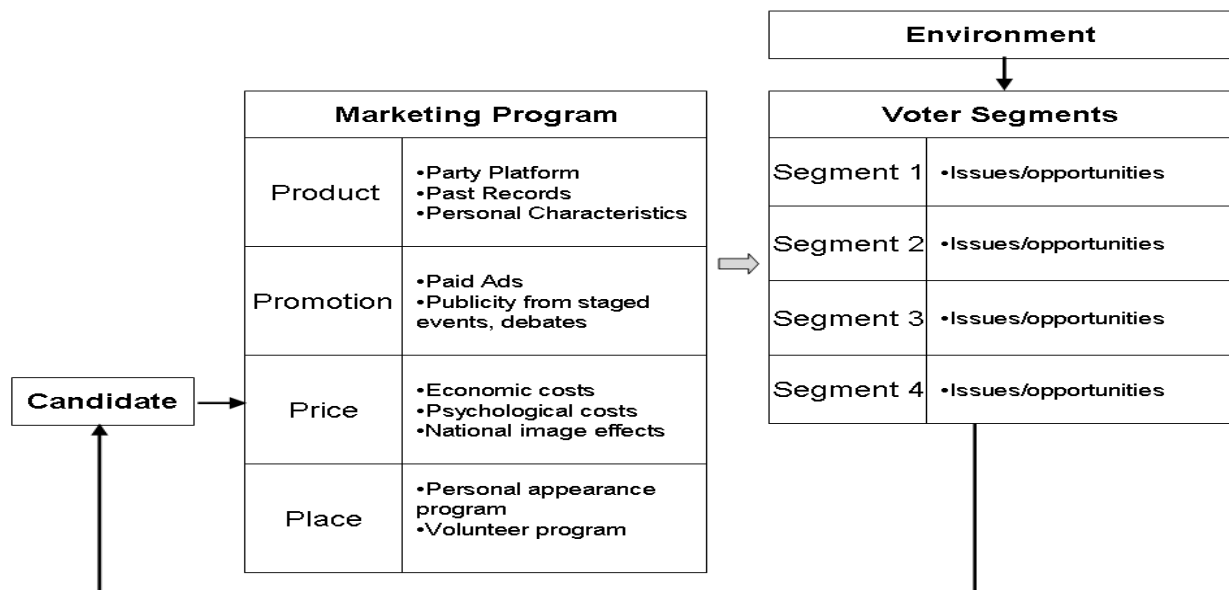 Environment
Marketing Program
Product
•Party Platform
•Past Records
•Personal Characteristics
Promotion
•Paid Ads
•Publicity from staged
events, debates
Price
•Economic costs
•Psychological costs
•National image effects
Place
•Personal appearance
program
•Volunteer program
Candidate
Voter Segments
Segment 1
•Issues/opportunities
Segment 2
•Issues/opportunities
Segment 3
•Issues/opportunities
Segment 4
•Issues/opportunities